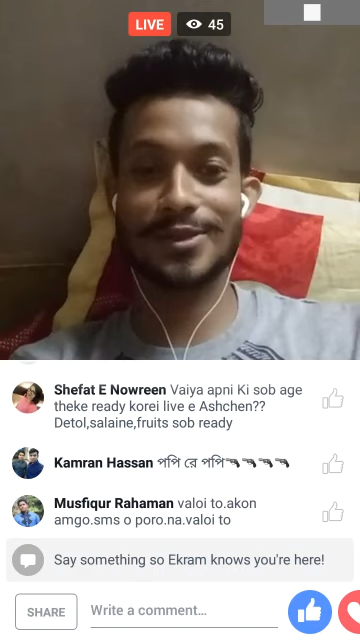 LIVE 45
Shefat E Nowreen Vaiya apni Ki sob age
theke ready korei live e Ashchen??
Detol,salaine,fruits sob ready
Kamran Hassan পপি রে পপি🔫🔫🔫🔫
Musfiqur Rahaman valoi to.akon
amgo.sms o poro.na.valoi to
Say something so Ekram knows you're here!
SHARE Write a comment...